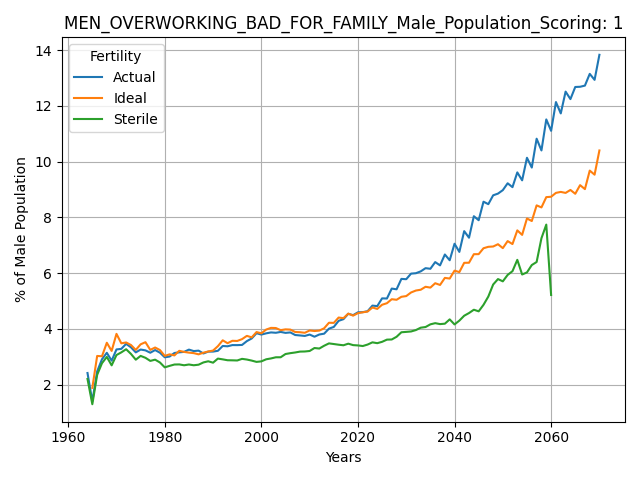 MEN_OVERWORKING_BAD_FOR_FAMILY_Male_Population_Scoring: 1
Fertility
Actual
Ideal
Sterile
% of Male Population
14
12
10
8
6
4
2
1960
1980
2000
2020
2040
2060
Years